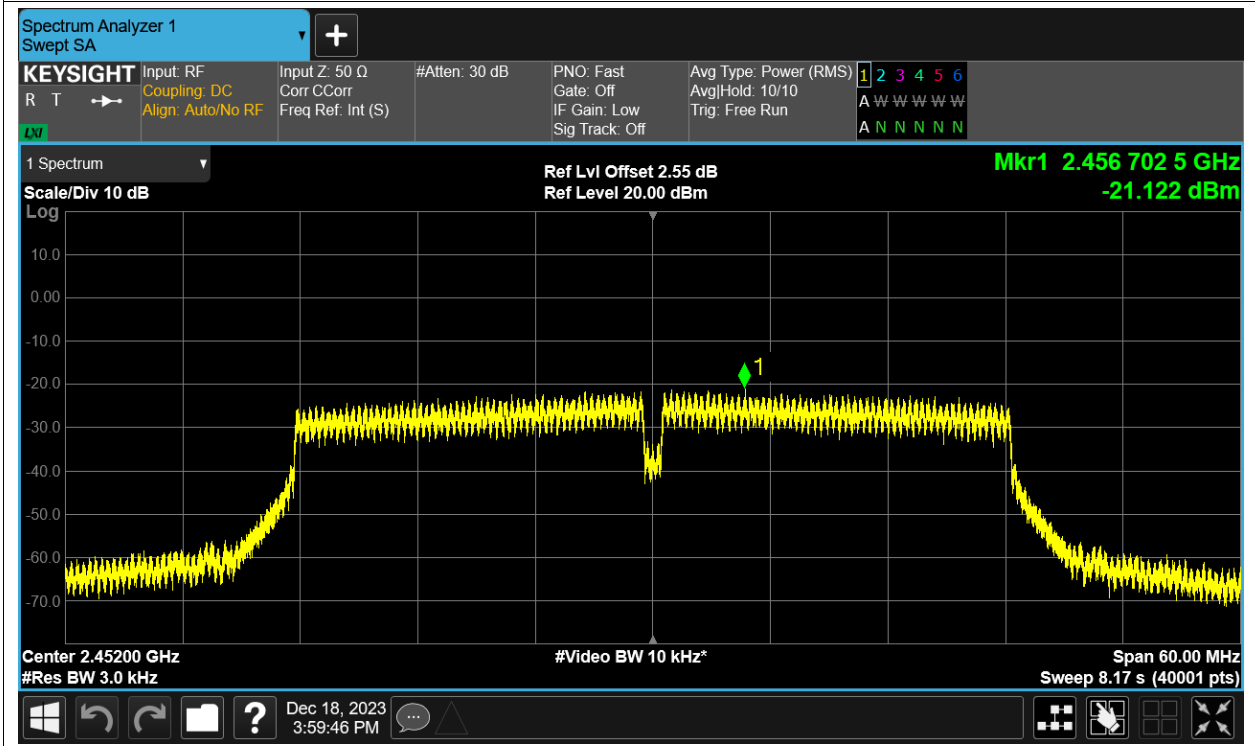 Spectrum Analyzer 1
Swept SA
+
KEYSIGHT
R T
LXI
Input: RF
Coupling: DC
Align: Auto/No RF
Input Z: 50 Ω
Corr CCorr
Freq Ref: Int (S)
#Atten: 30 dB
PNO: Fast
Gate: Off
IF Gain: Low
Sig Track: Off
Avg Type: Power (RMS)
Avg|Hold: 10/10
Trig: Free Run
1 2 3 4 5 6
A W W W W W
A N N N N N
1 Spectrum
Scale/Div 10 dB
Log
Ref Lvl Offset 2.55 dB
Ref Level 20.00 dBm
Mkr1 2.456 702 5 GHz
-21.122 dBm
10.0
0.00
-10.0
-20.0
-30.0
-40.0
-50.0
-60.0
-70.0
1
Center 2.45200 GHz
#Res BW 3.0 kHz
#Video BW 10 kHz*
Span 60.00 MHz
Sweep 8.17 s (40001 pts)
?
Dec 18, 2023
3:59:46 PM